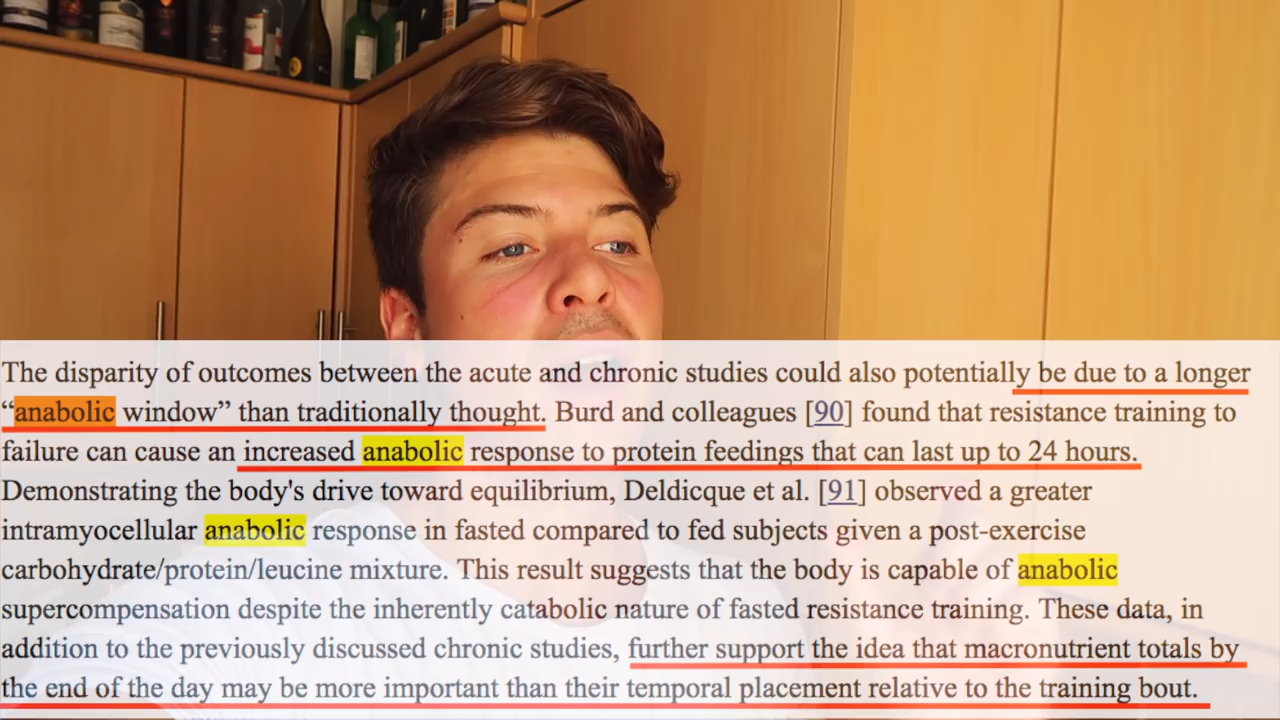 The disparity of outcomes between the acute and chronic studies could also potentially be due to a longer
“anabolic window” than traditionally thought. Burd and colleagues [90] found that resistance training to
failure can cause an increased anabolic response to protein feedings that can last up to 24 hours.
Demonstrating the body's drive toward equilibrium, Deldicque et al. [91] observed a greater
intramyocellular anabolic response in fasted compared to fed subjects given a post-exercise
carbohydrate/protein/leucine mixture. This result suggests that the body is capable of anabolic
supercompensation despite the inherently catabolic nature of fasted resistance training. These data, in
addition to the previously discussed chronic studies, further support the idea that macronutrient totals by
the end of the day may be more important than their temporal placement relative to the training bout.